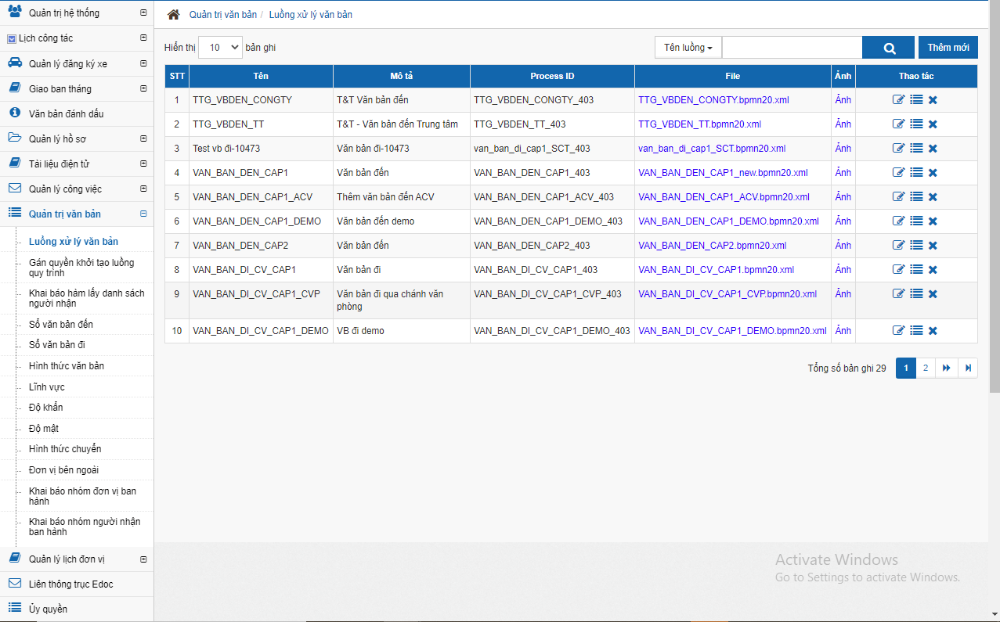 Quản trị hệ thống
Lịch công tác
Quản lý đăng ký xe
Giao ban tháng
Văn bản đánh dấu
Quản lý hồ sơ
Tài liệu điện tử
Quản lý công việc
Quản trị văn bản
Luồng xử lý văn bản
Gán quyền khởi tạo luồng
quy trình
Khai báo hàm lấy danh sách
người nhận
Sổ văn bản đến
Sổ văn bản đi
Hình thức văn bản
Lĩnh vực
Độ khẩn
Độ mật
Hình thức chuyển
Đơn vị bên ngoài
Khai báo nhóm đơn vị ban
hành
Khai báo nhóm người nhận
ban hành
Quản lý lịch đơn vị
Liên thông trục Edoc
Ủy quyền
Quản trị văn bản / Luồng xử lý văn bản
Hiển thị 10 bản ghi Tên luồng Thêm mới
STT Tên Mô tả Process ID File Ảnh Thao tác
1 TTG_VBDEN_CONGTY T&T Văn bản đến TTG_VBDEN_CONGTY_403 TTG_VBDEN_CONGTY.bpmn20.xml Ảnh
2 TTG_VBDEN_TT T&T - Văn bản đến Trung tâm TTG_VBDEN_TT_403 TTG_VBDEN_TT.bpmn20.xml Ảnh
3 Test vb đi-10473 Văn bản đi-10473 van_ban_di_cap1_SCT_403 van_ban_di_cap1_SCT.bpmn20.xml Ảnh
4 VAN_BAN_DEN_CAP1 Văn bản đến VAN_BAN_DEN_CAP1_403 VAN_BAN_DEN_CAP1_new.bpmn20.xml Ảnh
5 VAN_BAN_DEN_CAP1_ACV Thêm văn bản đến ACV VAN_BAN_DEN_CAP1_ACV_403 VAN_BAN_DEN_CAP1_ACV.bpmn20.xml Ảnh
6 VAN_BAN_DEN_CAP1_DEMO Văn bản đến demo VAN_BAN_DEN_CAP1_DEMO_403 VAN_BAN_DEN_CAP1_DEMO.bpmn20.xml Ảnh
7 VAN_BAN_DEN_CAP2 Văn bản đến VAN_BAN_DEN_CAP2_403 VAN_BAN_DEN_CAP2.bpmn20.xml Ảnh
8 VAN_BAN_DI_CV_CAP1 Văn bản đi VAN_BAN_DI_CV_CAP1_403 VAN_BAN_DI_CV_CAP1.bpmn20.xml Ảnh
9 VAN_BAN_DI_CV_CAP1_CVP Văn bản đi qua chánh văn VAN_BAN_DI_CV_CAP1_CVP_403 VAN_BAN_DI_CV_CAP1_CVP.bpmn20.xml Ảnh
phòng
10 VAN_BAN_DI_CV_CAP1_DEMO VB đi demo VAN_BAN_DI_CV_CAP1_DEMO_403 VAN_BAN_DI_CV_CAP1_DEMO.bpmn20.xml Ảnh
Tổng số bản ghi 29 1 2
Activate Windows
Go to Settings to activate Windows.